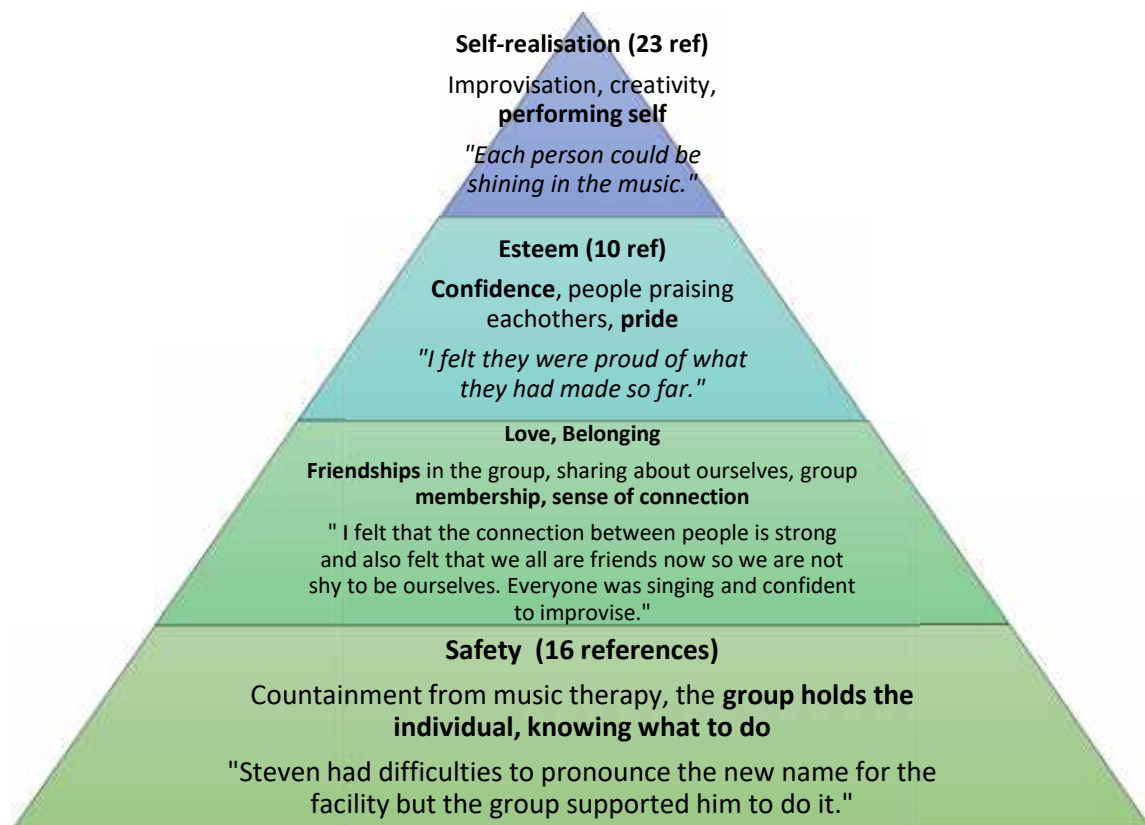 Self-realisation (23 ref)
Improvisation, creativity,
performing self
"Each person could be
shining in the music."
Esteem (10 ref)
Confidence, people praising
eachothers, pride
"I felt they were proud of what
they had made so far."
Love, Belonging
Friendships in the group, sharing about ourselves, group
membership, sense of connection
" I felt that the connection between people is strong
and also felt that we all are friends now so we are not
shy to be ourselves. Everyone was singing and confident
to improvise."
Safety (16 references)
Countainment from music therapy, the group holds the
individual, knowing what to do
"Steven had difficulties to pronounce the new name for the
facility but the group supported him to do it."